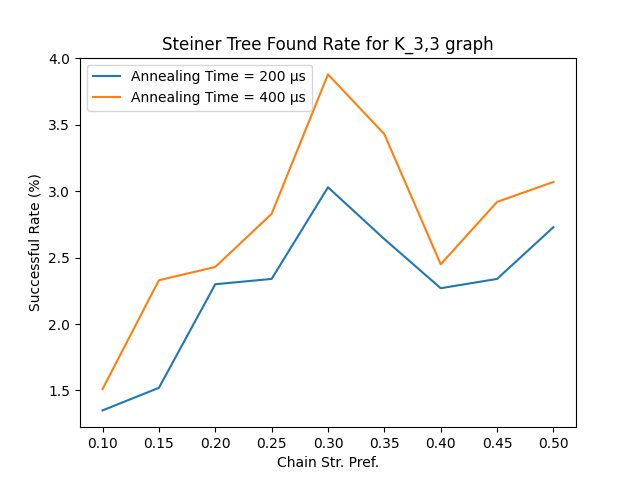 Steiner Tree Found Rate for K_3,3 graph
Annealing Time = 200 μs
Annealing Time = 400 μs
Successful Rate (%)
4.0
3.5
3.0
2.5
2.0
1.5
0.10 0.15 0.20 0.25 0.30 0.35 0.40 0.45 0.50
Chain Str. Pref.